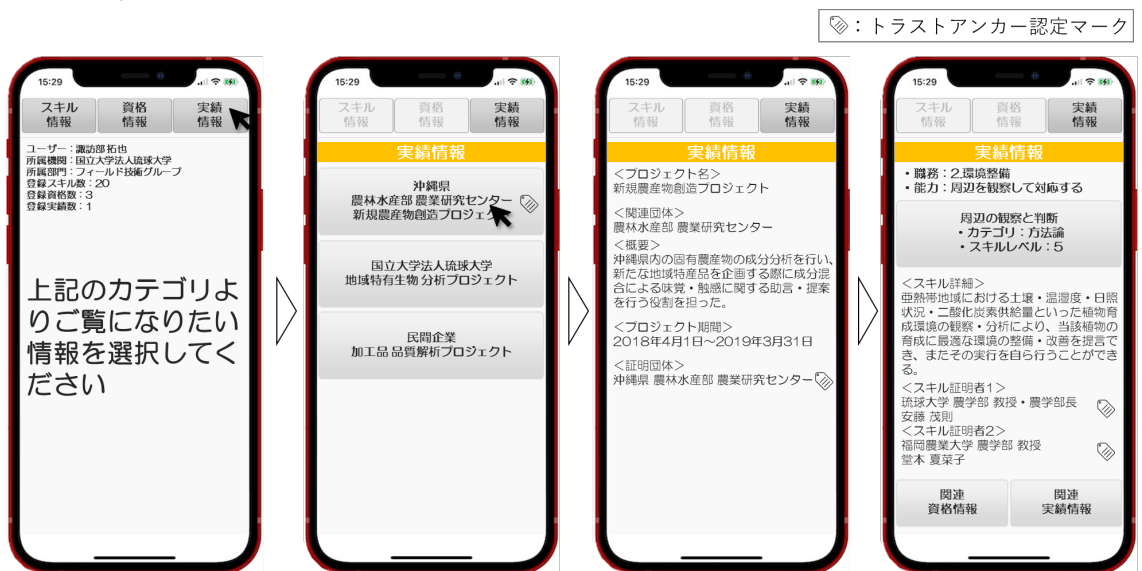 ：トラストアンカー認定マーク
15:29
スキル
情報
資格
情報
実績
情報
ユーザー：諏訪部 拓也
所属機関：国立大学法人琉球大学
所属部門：フィールド技術グループ
登録スキル数：20
登録資格数：3
登録実績数：1
上記のカテゴリよ
りご覧になりたい
情報を選択してく
ださい
15:29
スキル
情報
資格
情報
実績
情報
実績情報
沖縄県
農林水産部 農業研究センター
新規農産物創造プロジェクト
国立大学法人琉球大学
地域特有生物 分析プロジェクト
民間企業
加工品 品質解析プロジェクト
15:29
スキル
情報
資格
情報
実績
情報
実績情報
＜プロジェクト名＞
新規農産物創造プロジェクト
＜関連団体＞
農林水産部 農業研究センター
＜概要＞
沖縄県内の固有農産物の成分分析を行い、
新たな地域特産品を企画する際に成分混
合による味覚・触感に関する助言・提案
を行う役割を担った。
＜プロジェクト期間＞
2018年4月1日～2019年3月31日
＜証明団体＞
沖縄県 農林水産部 農業研究センター
15:29
スキル
情報
資格
情報
実績
情報
実績情報
・職務：2.環境整備
・能力：周辺を観察して対応する
周辺の観察と判断
・カテゴリ：方法論
・スキルレベル：5
＜スキル詳細＞
亜熱帯地域における土壌・温湿度・日照
状況・二酸化炭素供給量といった植物育
成環境の観察・分析により、当該植物の
育成に最適な環境の整備・改善を提言で
き、またその実行を自ら行うことができ
る。
＜スキル証明者1＞
琉球大学 農学部 教授・農学部長
安藤 茂則
＜スキル証明者2＞
福岡農業大学 農学部 教授
堂本 夏菜子
関連
資格情報
関連
実績情報